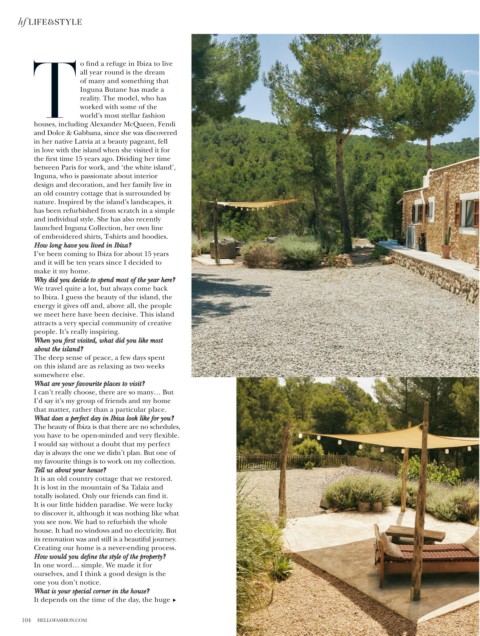 hf LIFE&STYLE
To find a refuge in Ibiza to live
all year round is the dream
of many and something that
Inguna Butane has made a
reality. The model, who has
worked with some of the
world's most stellar fashion
houses, including Alexander McQueen, Fendi
and Dolce & Gabbana, since she was discovered
in her native Latvia at a beauty pageant, fell
in love with the island when she visited it for
the first time 15 years ago. Dividing her time
between Paris for work, and 'the white island',
Inguna, who is passionate about interior
design and decoration, and her family live in
an old country cottage that is surrounded by
nature. Inspired by the island's landscapes, it
has been refurbished from scratch in a simple
and individual style. She has also recently
launched Inguna Collection, her own line
of embroidered shirts, T-shirts and hoodies.
How long have you lived in Ibiza?
I've been coming to Ibiza for about 15 years
and it will be ten years since I decided to
make it my home.
Why did you decide to spend most of the year here?
We travel quite a lot, but always come back
to Ibiza. I guess the beauty of the island, the
energy it gives off and, above all, the people
we meet here have been decisive. This island
attracts a very special community of creative
people. It's really inspiring.
When you first visited, what did you like most
about the island?
The deep sense of peace, a few days spent
on this island are as relaxing as two weeks
somewhere else.
What are your favourite places to visit?
I can't really choose, there are so many... But
I'd say it's my group of friends and my home
that matter, rather than a particular place.
What does a perfect day in Ibiza look like for you?
The beauty of Ibiza is that there are no schedules,
you have to be open-minded and very flexible.
I would say without a doubt that my perfect
day is always the one we didn't plan. But one of
my favourite things is to work on my collection.
Tell us about your house?
It is an old country cottage that we restored.
It is lost in the mountain of Sa Talaia and
totally isolated. Only our friends can find it.
It is our little hidden paradise. We were lucky
to discover it, although it was nothing like what
you see now. We had to refurbish the whole
house. It had no windows and no electricity. But
its renovation was and still is a beautiful journey.
Creating our home is a never-ending process.
How would you define the style of the property?
In one word... simple. We made it for
ourselves, and I think a good design is the
one you don't notice.
What is your special corner in the house?
It depends on the time of the day, the huge ▸
104 HELLOFASHION.COM